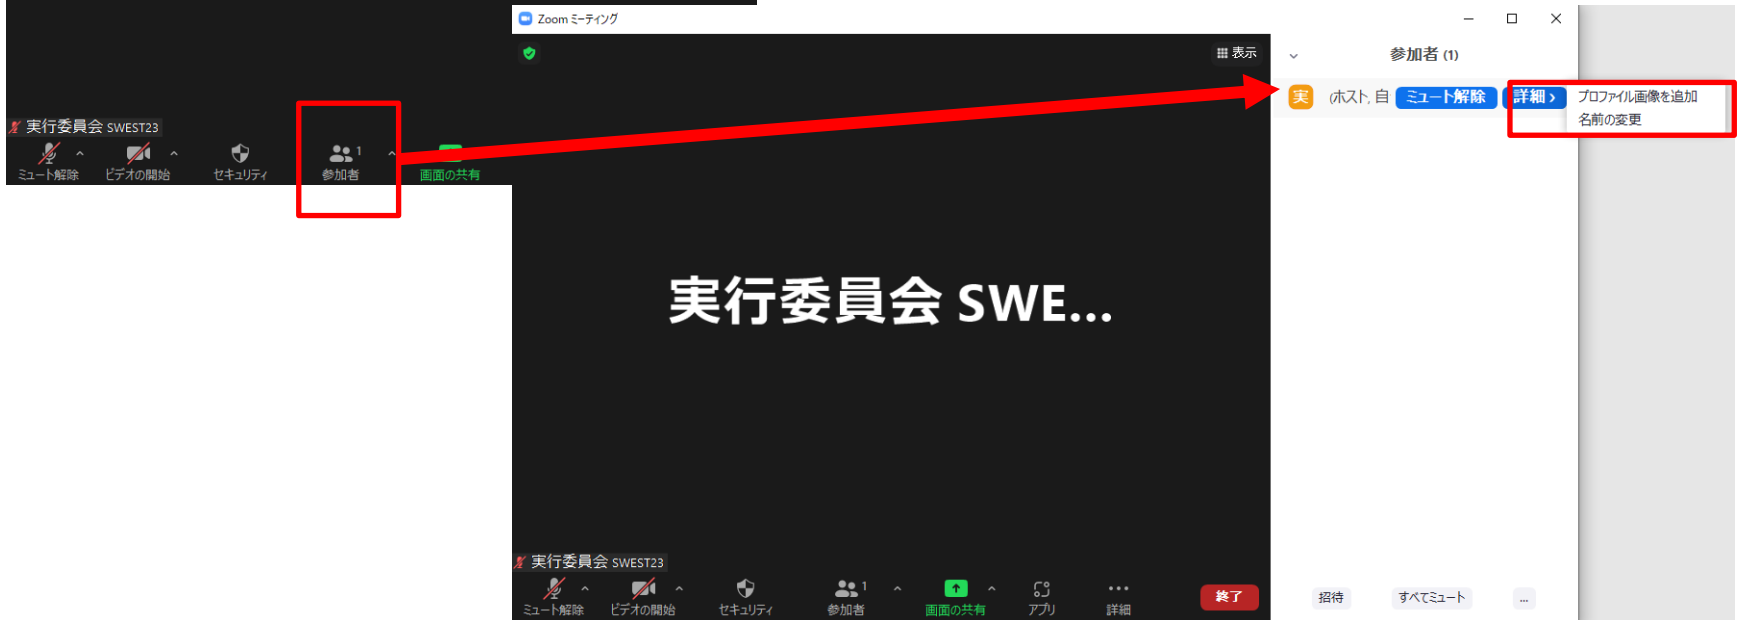 実行委員会 SWEST23
ミュート解除
ビデオの開始
セキュリティ
1
参加者
画面の共有
Zoom ミーティング
表示
参加者 (1)
実
(ホスト, 自
ミュート解除
詳細 >
プロファイル画像を追加
名前の変更
実行委員会 SWE...
実行委員会 SWEST23
ミュート解除
ビデオの開始
セキュリティ
1
参加者
画面の共有
アプリ
詳細
終了
招待
すべてミュート
...